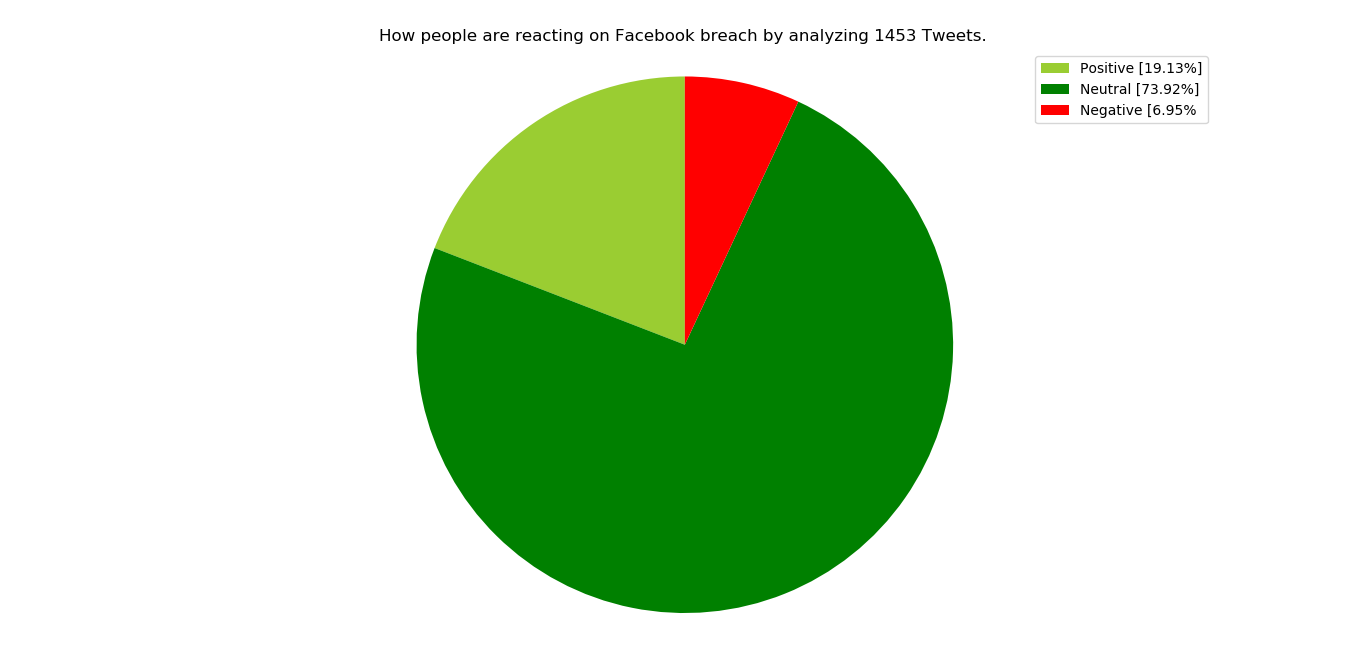 How people are reacting on Facebook breach by analyzing 1453 Tweets.
Positive [19.13%]
Neutral [73.92%]
Negative [6.95%